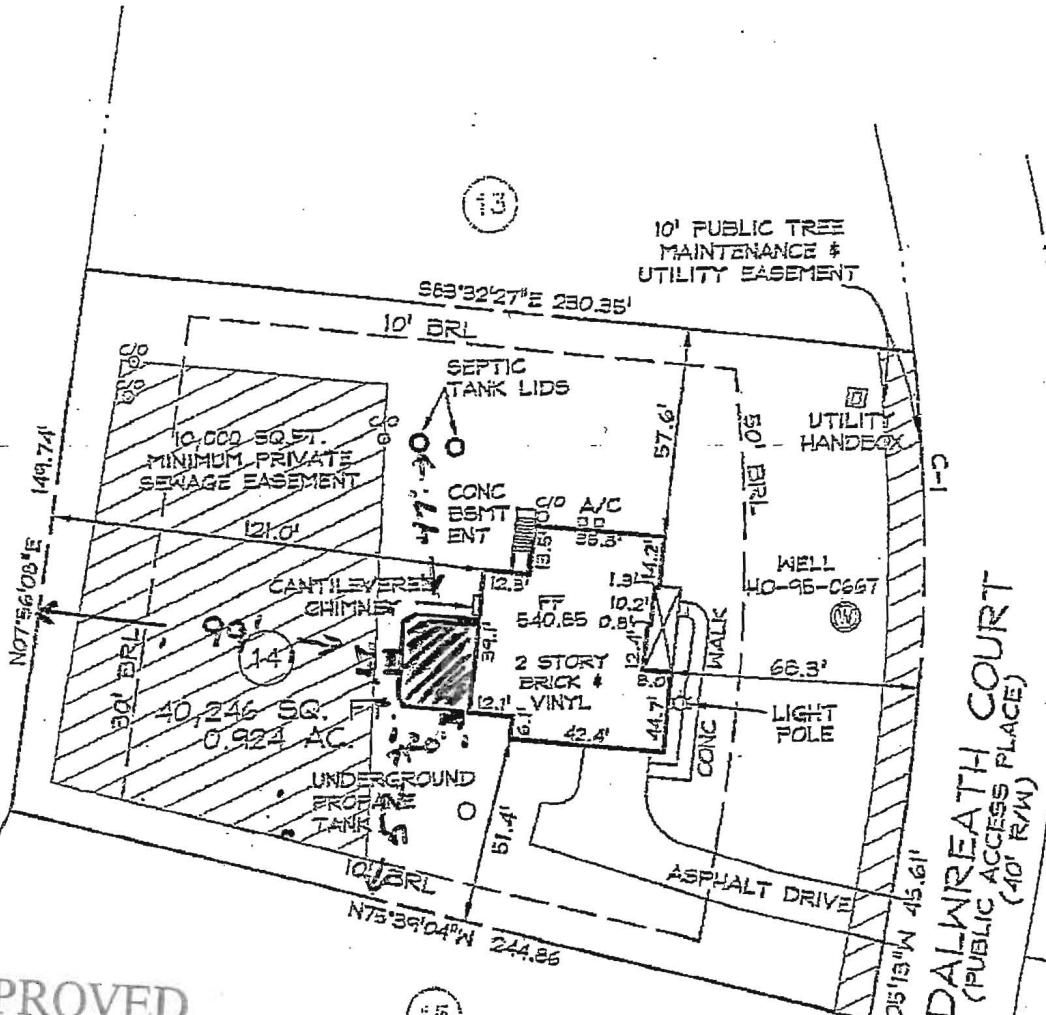 13
10' PUBLIC TREE
MAINTENANCE &
UTILITY EASEMENT
S83°32'27"E 230.35'
10' BRL
SEPTIC
TANK LIDS
C/O
C/O
C/O
UTILITY
HANDBOX
50' BRL
57.6'
C-1
10,000 SQ.FT.
MINIMUM PRIVATE
SEWAGE EASEMENT
149.74'
N07°56'08"E
CONC
BSMT
ENT
C/O
A/C
13.5'
38.3'
14.2'
121.0'
12.3'
CANTILEVERED
CHIMNEY
FF
540.85
1.3'
10.2'
0.8'
12.4'
8.0'
39.1'
WELL
HO-95-0667
W
WALK
68.3'
2 STORY
BRICK &
VINYL
93'
14
30' BRL
40,246 SQ. FT.
0.924 AC.
12.1'
6.1'
42.4'
44.7'
CONC
LIGHT
POLE
UNDERGROUND
PROPANE
TANK
51.4'
10' BRL
ASPHALT DRIVE
N75°39'04"W 244.86
05'13"W 45.61'
DALWREATH COURT
(PUBLIC ACCESS PLACE)
(40' R/W)
PROVED